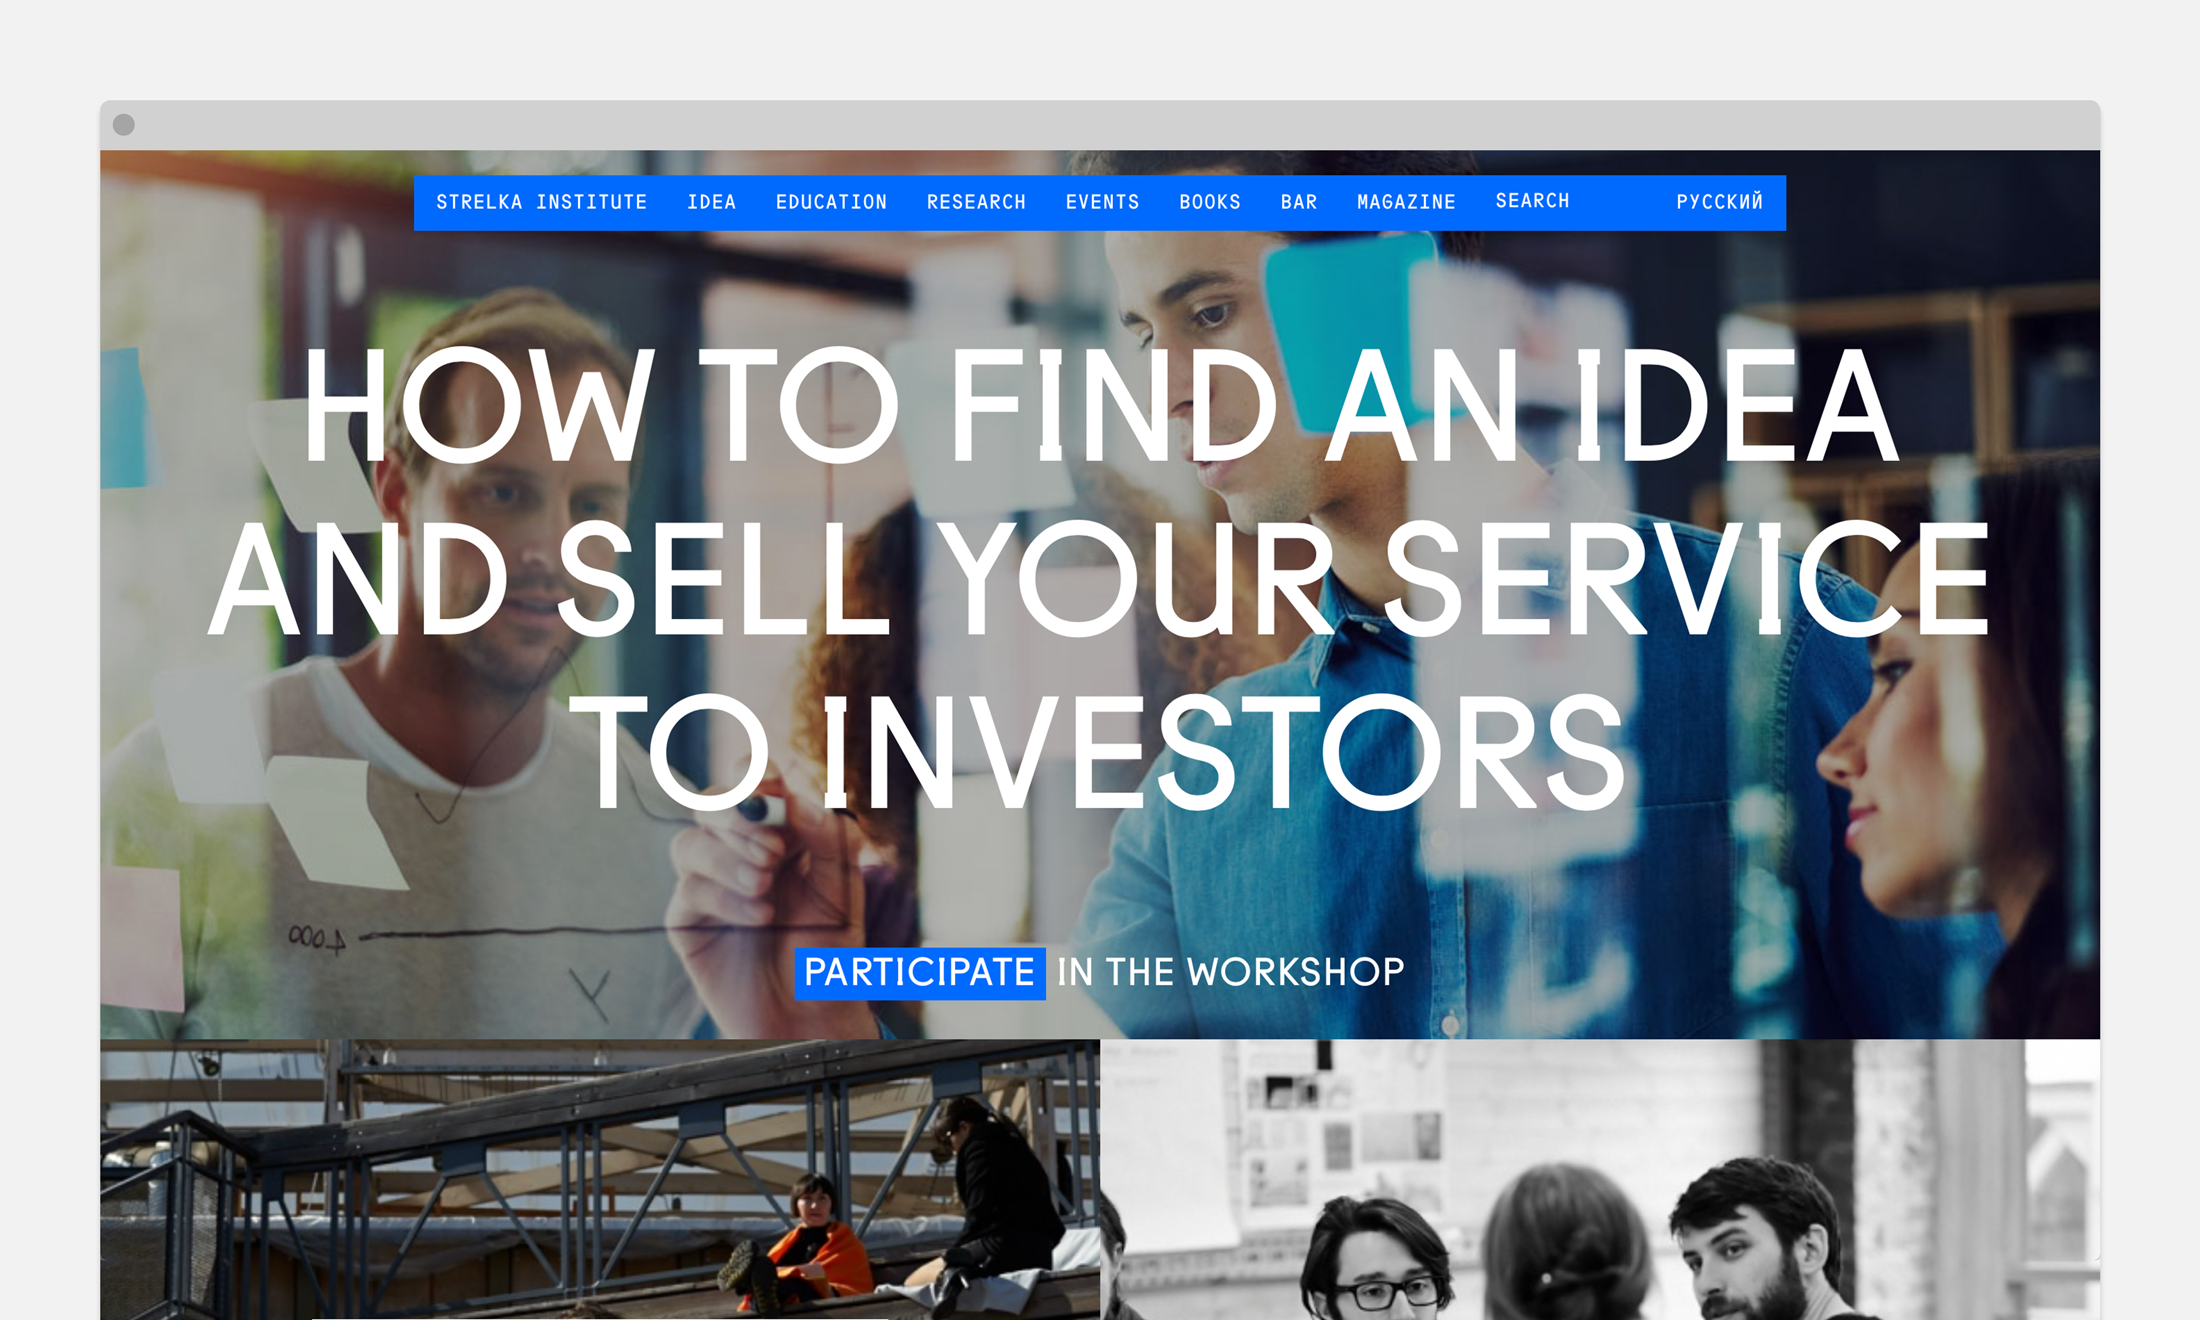 STRELKA INSTITUTE IDEA EDUCATION RESEARCH EVENTS BOOKS BAR MAGAZINE SEARCH РУССКИЙ
HOW TO FIND AN IDEA
AND SELL YOUR SERVICE
TO INVESTORS
4000
PARTICIPATE IN THE WORKSHOP